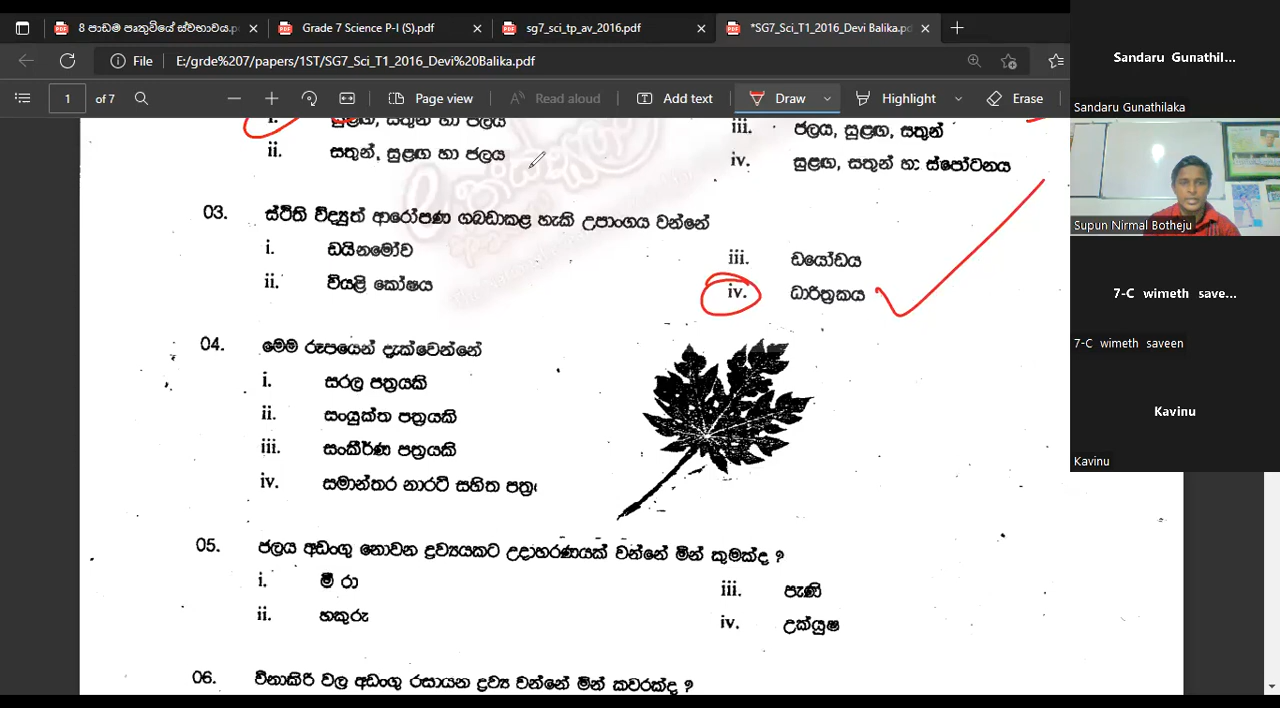 8 පාඩම පෘතුවියේ ස්වභාවය.p
Grade 7 Science P-I (S).pdf
sg7_sci_tp_av_2016.pdf
*SG7_Sci_T1_2016_Devi Balika.pd
File E:/grde%207/papers/1ST/SG7_Sci_T1_2016_Devi%20Balika.pdf
1 of 7 Page view Read aloud Add text Draw Highlight Erase
i. සුළඟ, සතුන් හා ජලය
ii. සතුන්, සුළඟ හා ජලය
iii. ජලය, සුළඟ, සතුන්
iv. සුළඟ, සතුන් හා ස්පෝටනය
03. ස්ථිති විද්‍යුත් ආරෝපණ ගබඩාකළ හැකි උපාංගය වන්නේ
i. ඩයිනමෝව
ii. වියළි කෝෂය
iii. ඩයෝඩය
iv. ධාරිත්‍රකය
04. මෙම රූපයෙන් දැක්වෙන්නේ
i. සරල පත්‍රයකි
ii. සංයුක්ත පත්‍රයකි
iii. සංකීර්ණ පත්‍රයකි
iv. සමාන්තර නාරටි සහිත පත්‍ර
05. ජලය අඩංගු නොවන ද්‍රව්‍යයකට උදාහරණයක් වන්නේ මින් කුමක්ද ?
i. මී රා
ii. හකුරු
iii. පැණි
iv. උක්යුෂ
06. විනාකිරි වල අඩංගු රසායන ද්‍රව්‍ය වන්නේ මින් කවරක්ද ?
Sandaru Gunathil...
Sandaru Gunathilaka
Supun Nirmal Botheju
7-C wimeth save...
7-C wimeth saveen
Kavinu
Kavinu